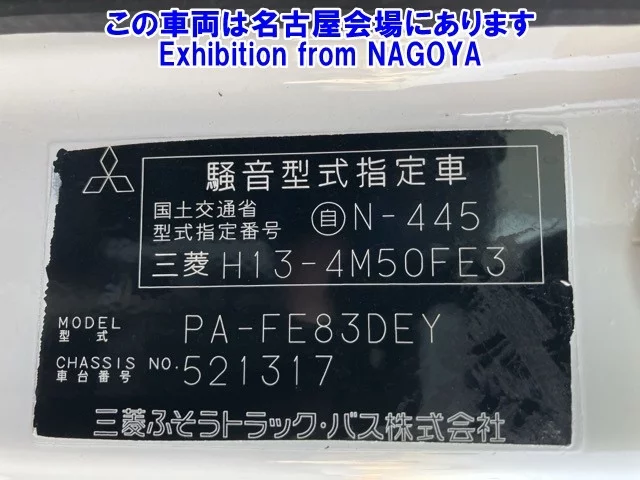 この車両は名古屋会場にあります
Exhibition from NAGOYA
騒音型式指定車
国土交通省
型式指定番号 自N-445
三菱 H13-4M50FE3
MODEL
型式 PA-FE83DEY
CHASSIS NO.
車台番号 521317
三菱ふそうトラック・バス株式会社